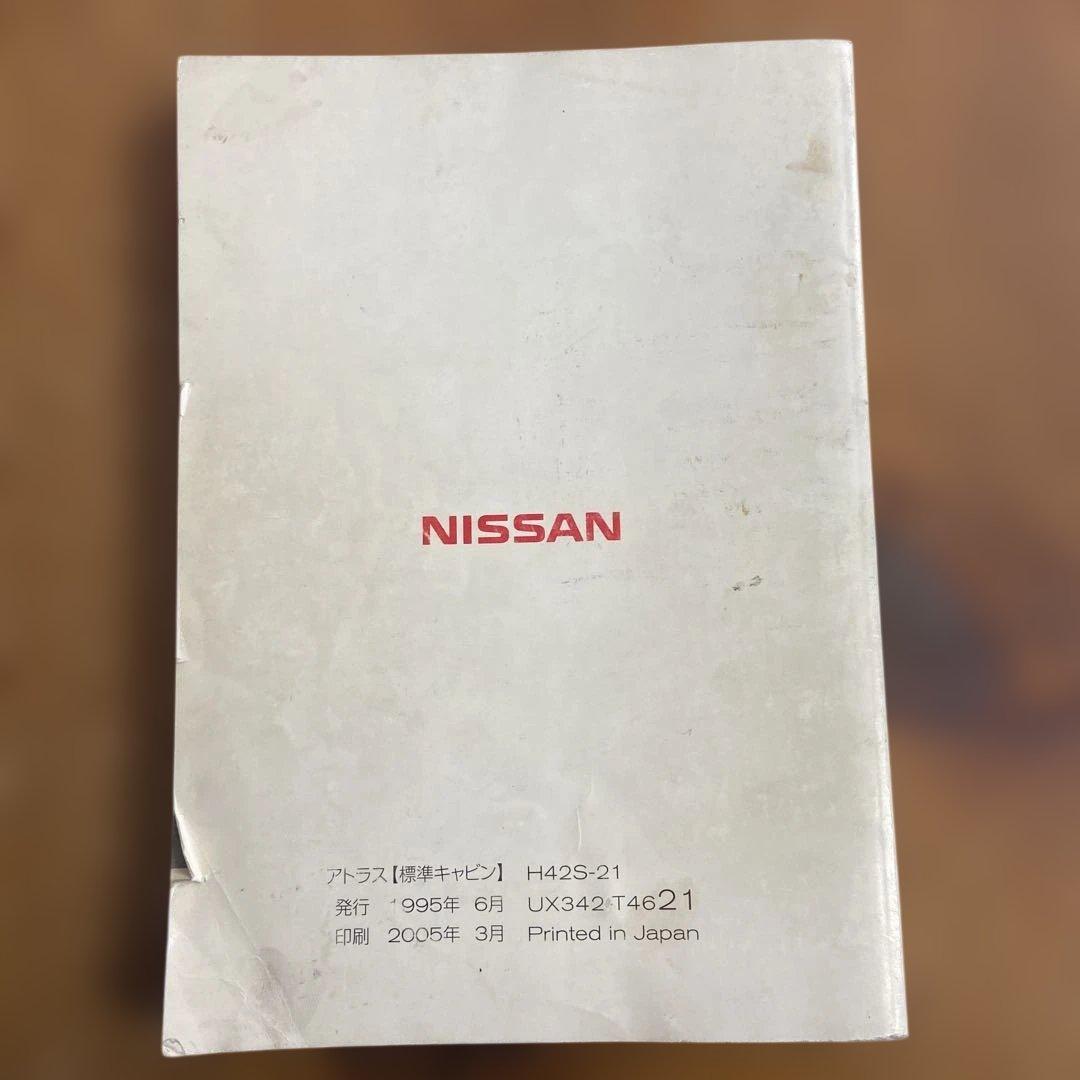 NISSAN
アトラス【標準キャビン】 H42S-21
発行 1995年 6月 UX342-T4621
印刷 2005年 3月 Printed in Japan